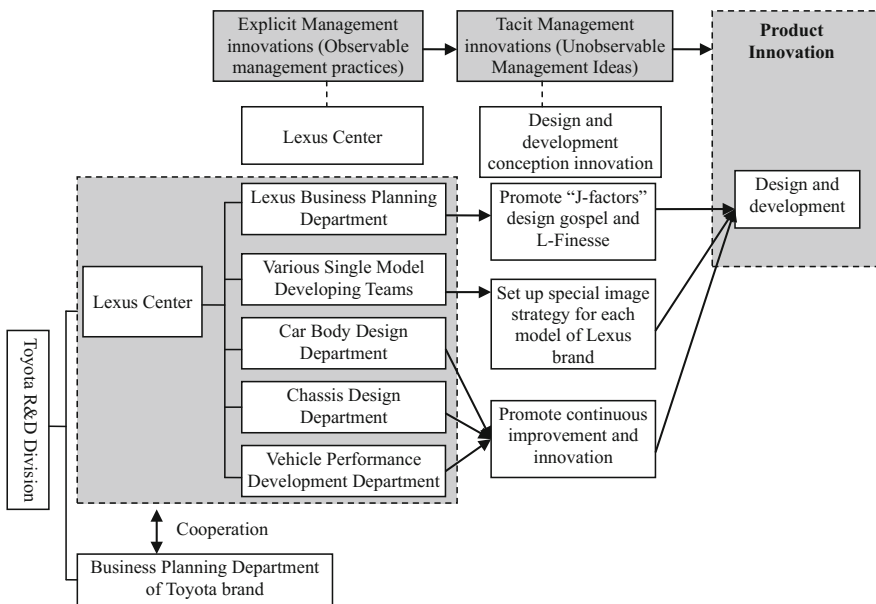 Explicit Management
innovations (Observable
management practices)
Tacit Management
innovations (Unobservable
Management Ideas)
Product
Innovation
Lexus Center
Design and
development
conception innovation
Lexus Business Planning
Department
Promote “J-factors”
design gospel and
L-Finesse
Design and
development
Various Single Model
Developing Teams
Lexus Center
Set up special image
strategy for each
model of Lexus
brand
Car Body Design
Department
Toyota R&D Division
Chassis Design
Department
Promote continuous
improvement and
innovation
Vehicle Performance
Development Department
Cooperation
Business Planning Department
of Toyota brand